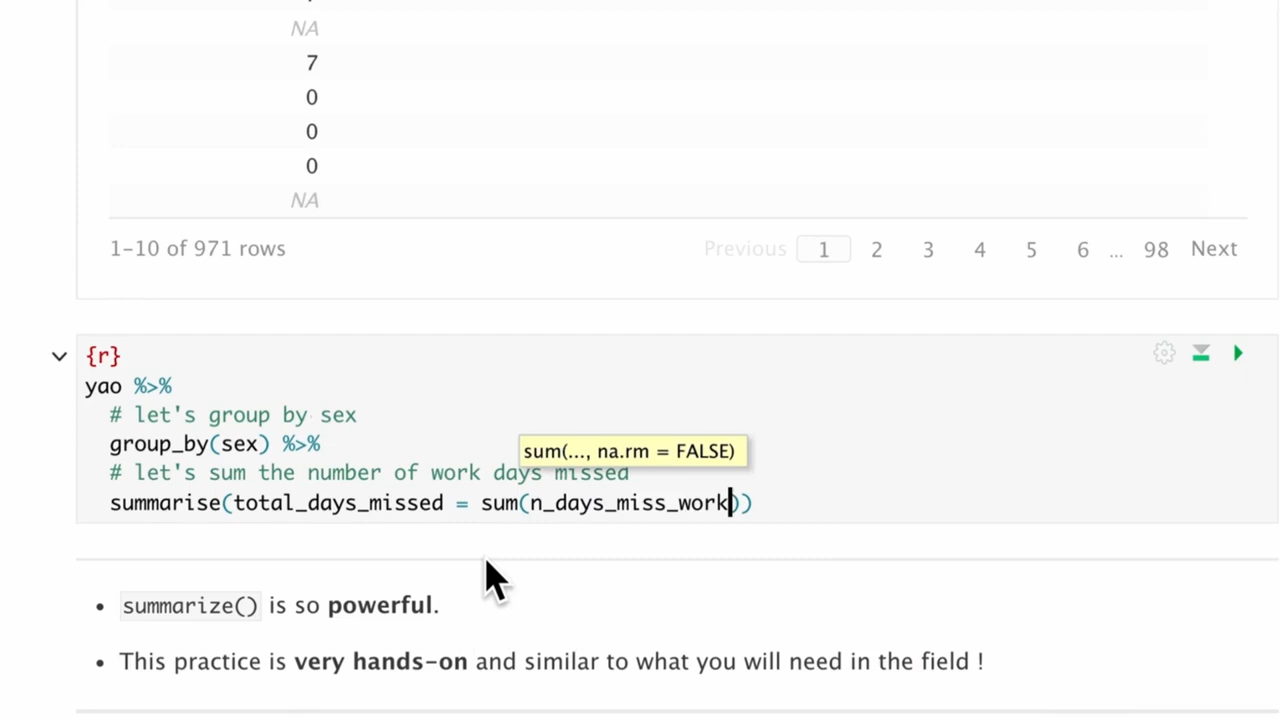 NA
7
0
0
0
NA
1-10 of 971 rows
Previous 1 2 3 4 5 6 ... 98 Next
{r}
yao %>%
# let's group by sex
group_by(sex) %>%
sum(..., na.rm = FALSE)
# let's sum the number of work days missed
summarise(total_days_missed = sum(n_days_miss_work))
• summarize() is so powerful.
• This practice is very hands-on and similar to what you will need in the field !